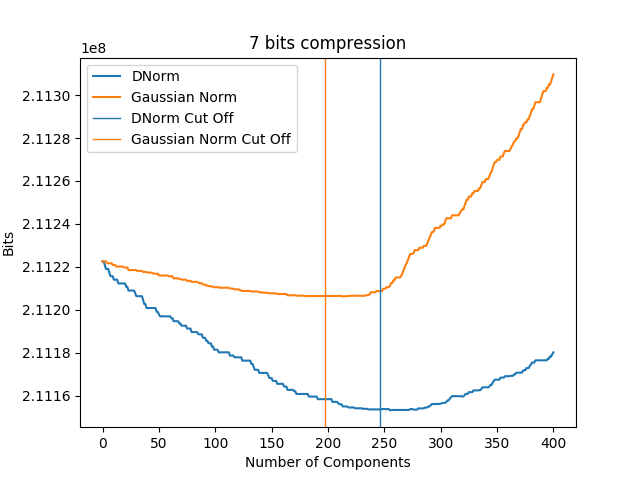 7 bits compression
1e8
DNorm
Gaussian Norm
DNorm Cut Off
Gaussian Norm Cut Off
2.1130
2.1128
2.1126
2.1124
2.1122
2.1120
2.1118
2.1116
Bits
0 50 100 150 200 250 300 350 400
Number of Components